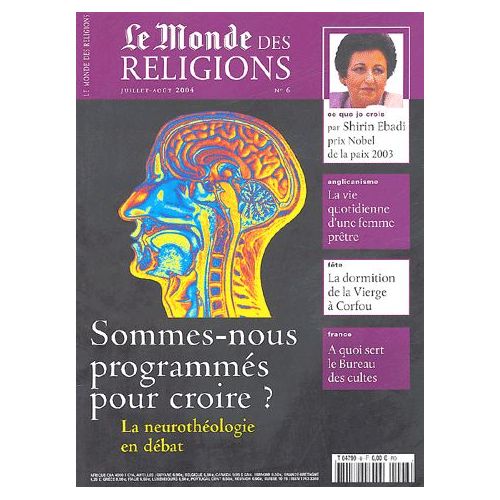 LE MONDE DES RELIGIONS
Le Monde DES
RELIGIONS
JUILLET-AOÛT 2004
N° 6
ce que je crois
par Shirin Ebadi
prix Nobel
de la paix 2003
anglicanisme
La vie
quotidienne
d'une femme
prêtre
fête
La dormition
de la Vierge
à Corfou
france
A quoi sert
le Bureau
des cultes
Sommes-nous
programmés
pour croire ?
La neurothéologie
en débat